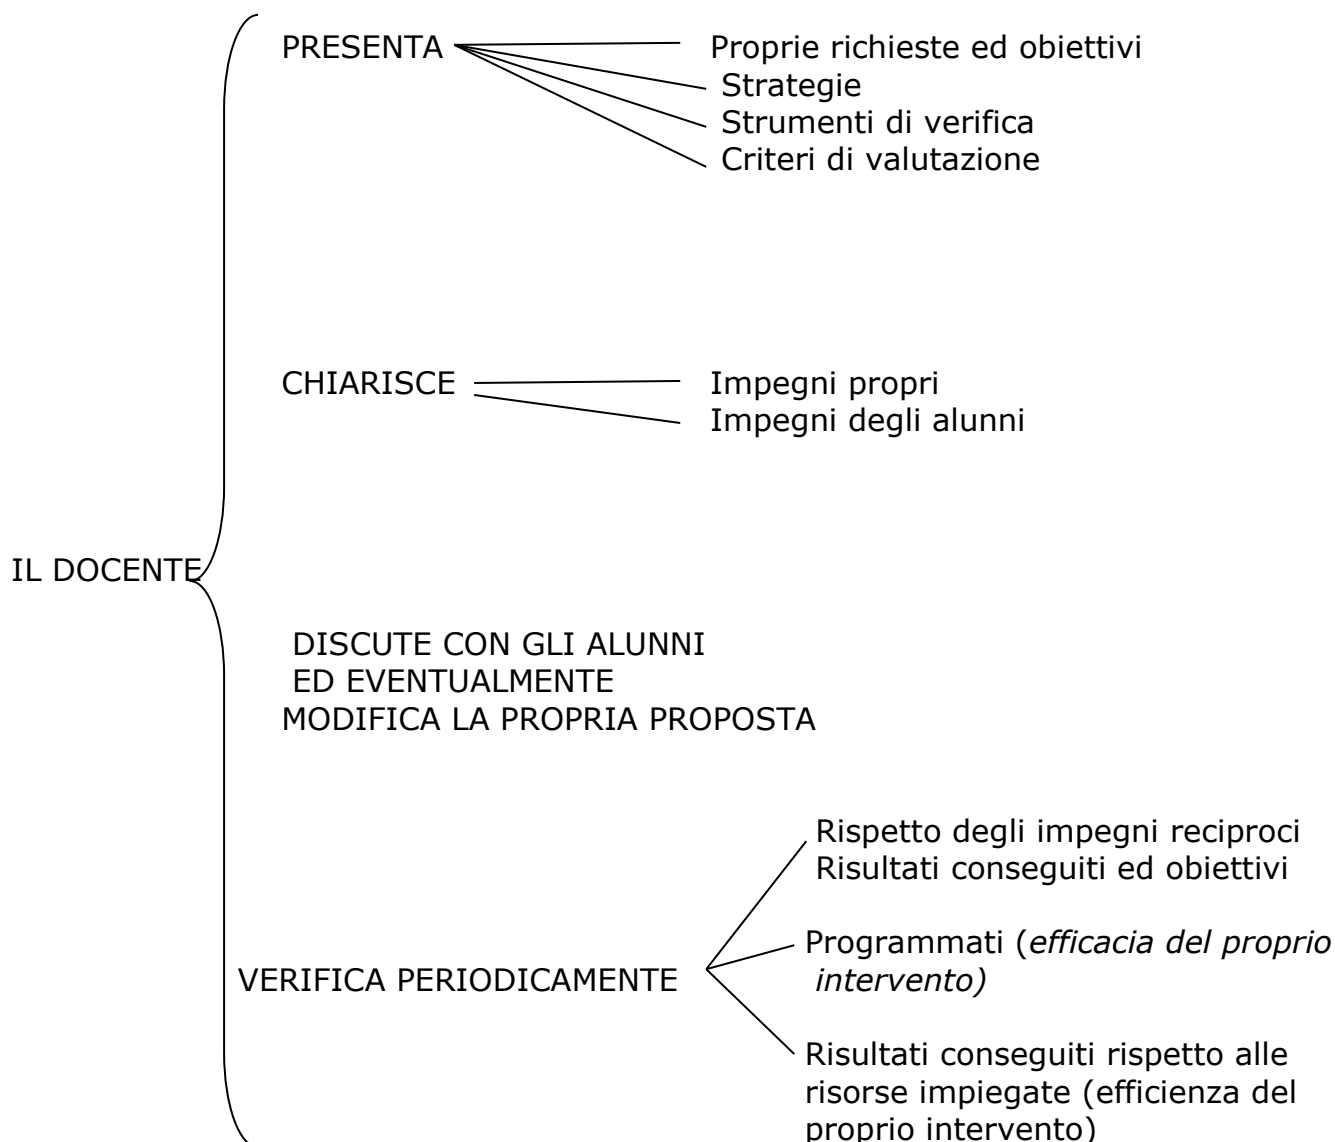 PRESENTA
Proprie richieste ed obiettivi
Strategie
Strumenti di verifica
Criteri di valutazione
CHIARISCE
Impegni propri
Impegni degli alunni
IL DOCENTE
DISCUTE CON GLI ALUNNI
ED EVENTUALMENTE
MODIFICA LA PROPRIA PROPOSTA
VERIFICA PERIODICAMENTE
Rispetto degli impegni reciproci
Risultati conseguiti ed obiettivi
Programmati (efficacia del proprio
intervento)
Risultati conseguiti rispetto alle
risorse impiegate (efficienza del
proprio intervento)